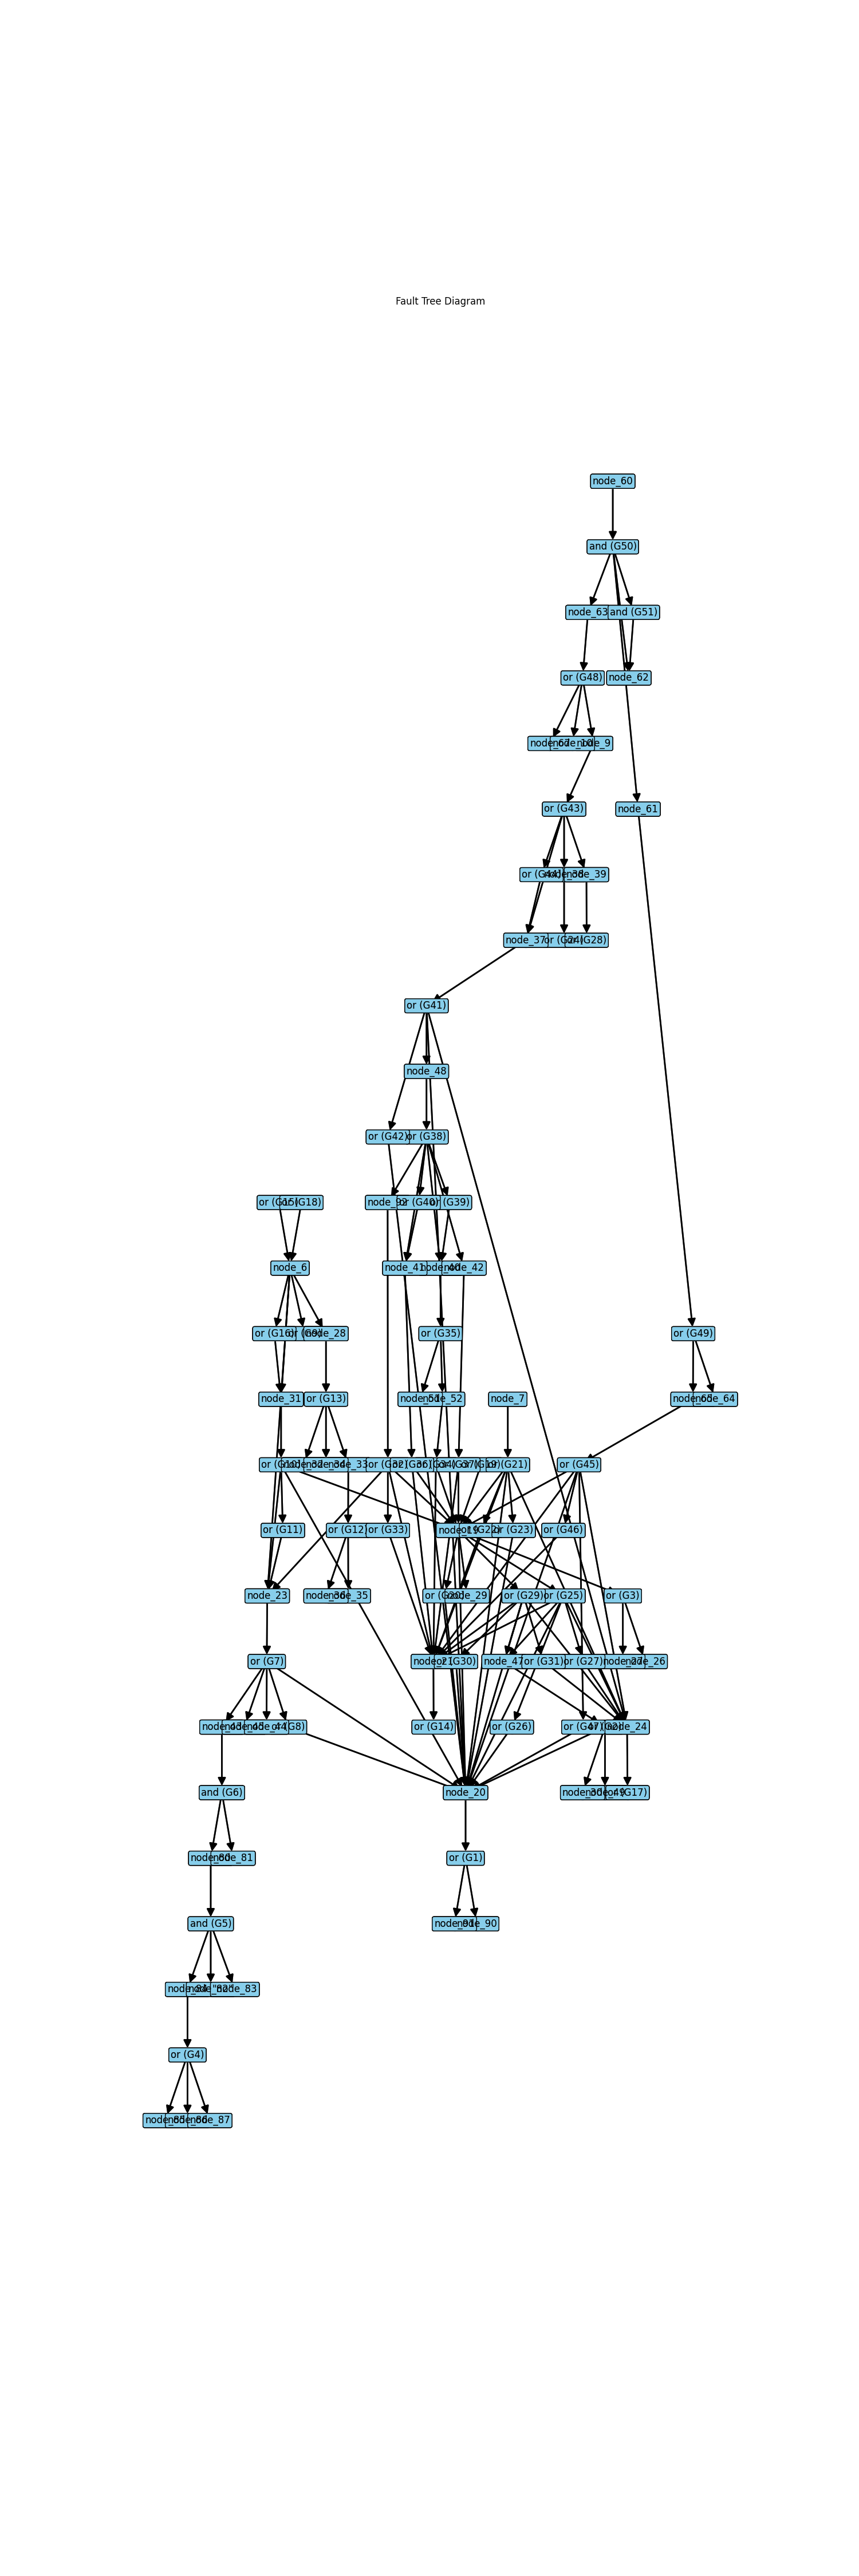 Fault Tree Diagram
node_60
and (G50)
node_63
and (G51)
or (G48)
node_62
node_67
node_10
node_9
or (G43)
node_61
or (G44)
node_38
node_39
node_37
or (G24)
or (G28)
or (G41)
node_48
or (G42)
or (G38)
or (G15)
or (G18)
or (G40)
or (G39)
node_6
node_41
node_40
node_42
or (G16)
or (G9)
node_28
or (G35)
or (G49)
node_31
or (G13)
node_51
node_52
node_7
node_65
node_64
or (G10)
node_32
node_34
node_33
or (G32)
or (G36)
or (G34)
or (G37)
or (G19)
or (G21)
or (G45)
or (G11)
or (G12)
or (G33)
node_19
or (G22)
or (G23)
or (G46)
node_23
node_36
node_35
or (G20)
node_29
or (G29)
or (G25)
or (G3)
or (G7)
node_21
or (G30)
node_47
or (G31)
or (G27)
node_27
node_26
node_43
node_45
node_44
or (G8)
or (G14)
or (G26)
or (G47)
or (G2)
node_24
and (G6)
node_20
node_30
node_49
or (G17)
node_80
node_81
or (G1)
and (G5)
node_91
node_90
node_84
node_83
or (G4)
node_85
node_86
node_87